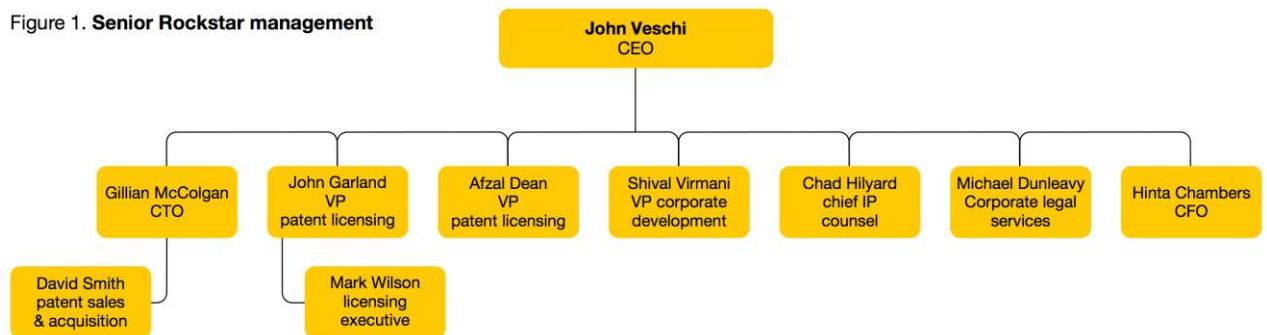 Figure 1. Senior Rockstar management
John Veschi
CEO
Gillian McColgan
CTO
John Garland
VP
patent licensing
Afzal Dean
VP
patent licensing
Shival Virmani
VP corporate
development
Chad Hilyard
chief IP
counsel
Michael Dunleavy
Corporate legal
services
Hinta Chambers
CFO
David Smith
patent sales
& acquisition
Mark Wilson
licensing
executive